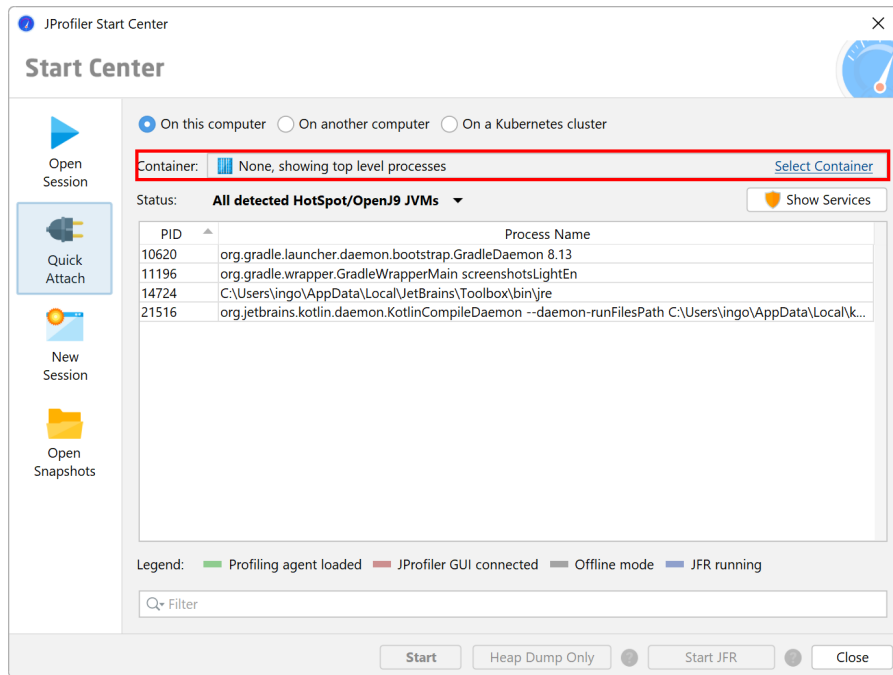 JProfiler Start Center
Start Center
Open
Session
Quick
Attach
New
Session
Open
Snapshots
On this computer On another computer On a Kubernetes cluster
Container: None, showing top level processes Select Container
Status: All detected HotSpot/OpenJ9 JVMs Show Services
PID Process Name
10620 org.gradle.launcher.daemon.bootstrap.GradleDaemon 8.13
11196 org.gradle.wrapper.GradleWrapperMain screenshotsLightEn
14724 C:\Users\ingo\AppData\Local\JetBrains\Toolbox\bin\jre
21516 org.jetbrains.kotlin.daemon.KotlinCompileDaemon --daemon-runFilesPath C:\Users\ingo\AppData\Local\k...
Legend: Profiling agent loaded JProfiler GUI connected Offline mode JFR running
Filter
Start Heap Dump Only ? Start JFR ? Close